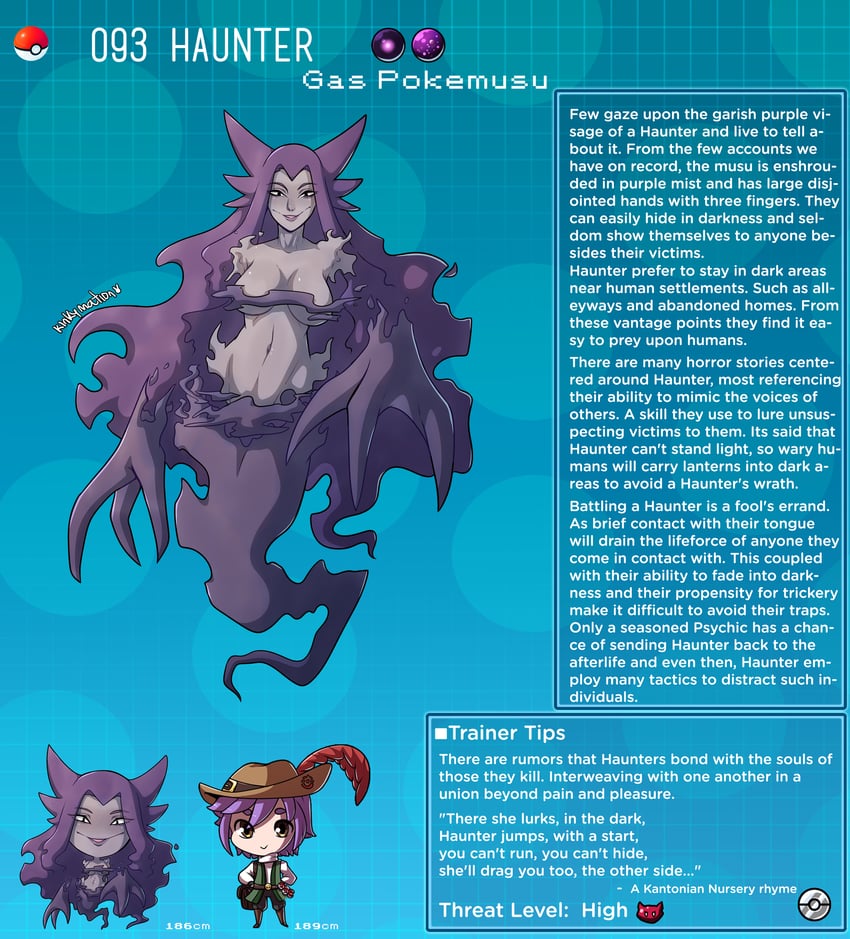 093 HAUNTER
Gas Pokemusu
Few gaze upon the garish purple vi-
sage of a Haunter and live to tell a-
bout it. From the few accounts we
have on record, the musu is enshrou-
ded in purple mist and has large disj-
ointed hands with three fingers. They
can easily hide in darkness and sel-
dom show themselves to anyone be-
sides their victims.
Haunter prefer to stay in dark areas
near human settlements. Such as all-
eyways and abandoned homes. From
these vantage points they find it ea-
sy to prey upon humans.
There are many horror stories cente-
red around Haunter, most referencing
their ability to mimic the voices of
others. A skill they use to lure unsus-
pecting victims to them. Its said that
Haunter can't stand light, so wary hu-
mans will carry lanterns into dark a-
reas to avoid a Haunter's wrath.
Battling a Haunter is a fool's errand.
As brief contact with their tongue
will drain the lifeforce of anyone they
come in contact with. This coupled
with their ability to fade into dark-
ness and their propensity for trickery
make it difficult to avoid their traps.
Only a seasoned Psychic has a chan-
ce of sending Haunter back to the
afterlife and even then, Haunter em-
ploy many tactics to distract such in-
dividuals.
kinkymation
■Trainer Tips
There are rumors that Haunters bond with the souls of
those they kill. Interweaving with one another in a
union beyond pain and pleasure.
"There she lurks, in the dark,
Haunter jumps, with a start,
you can't run, you can't hide,
she'll drag you too, the other side..."
- A Kantonian Nursery rhyme
Threat Level: High
186cm
189cm